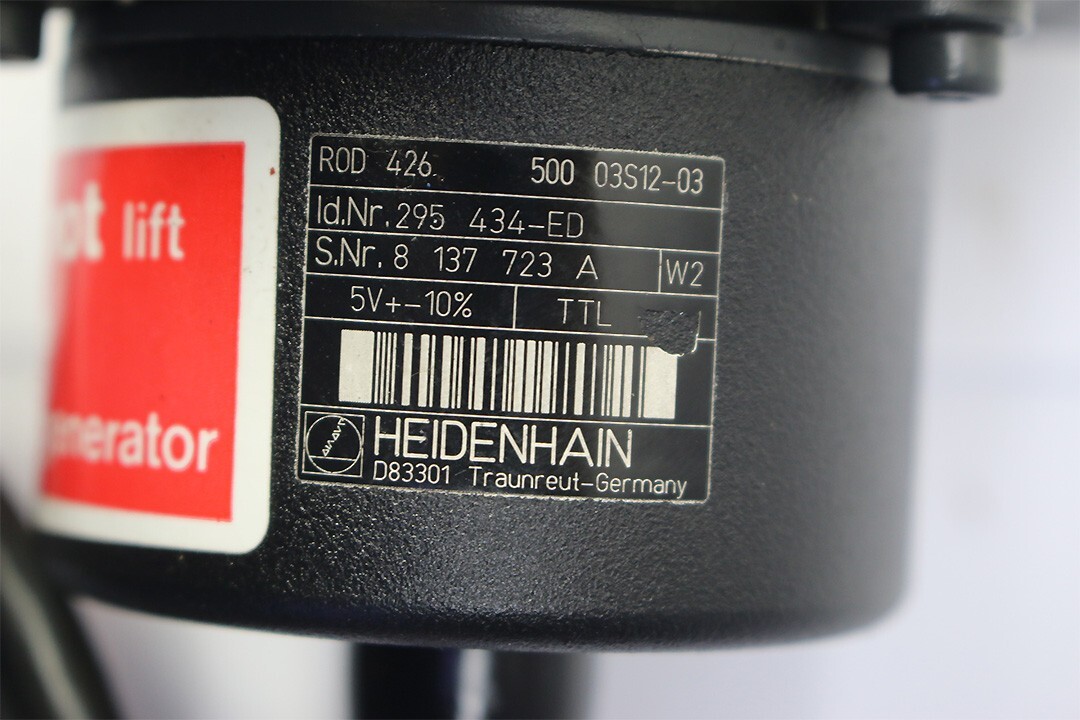 lift
ROD 426. 500 03S12-03
Id.Nr. 295 434-ED
S.Nr. 8 137 723 A W2
5V+-10% TTL
HEIDENHAIN
D83301 Traunreut-Germany